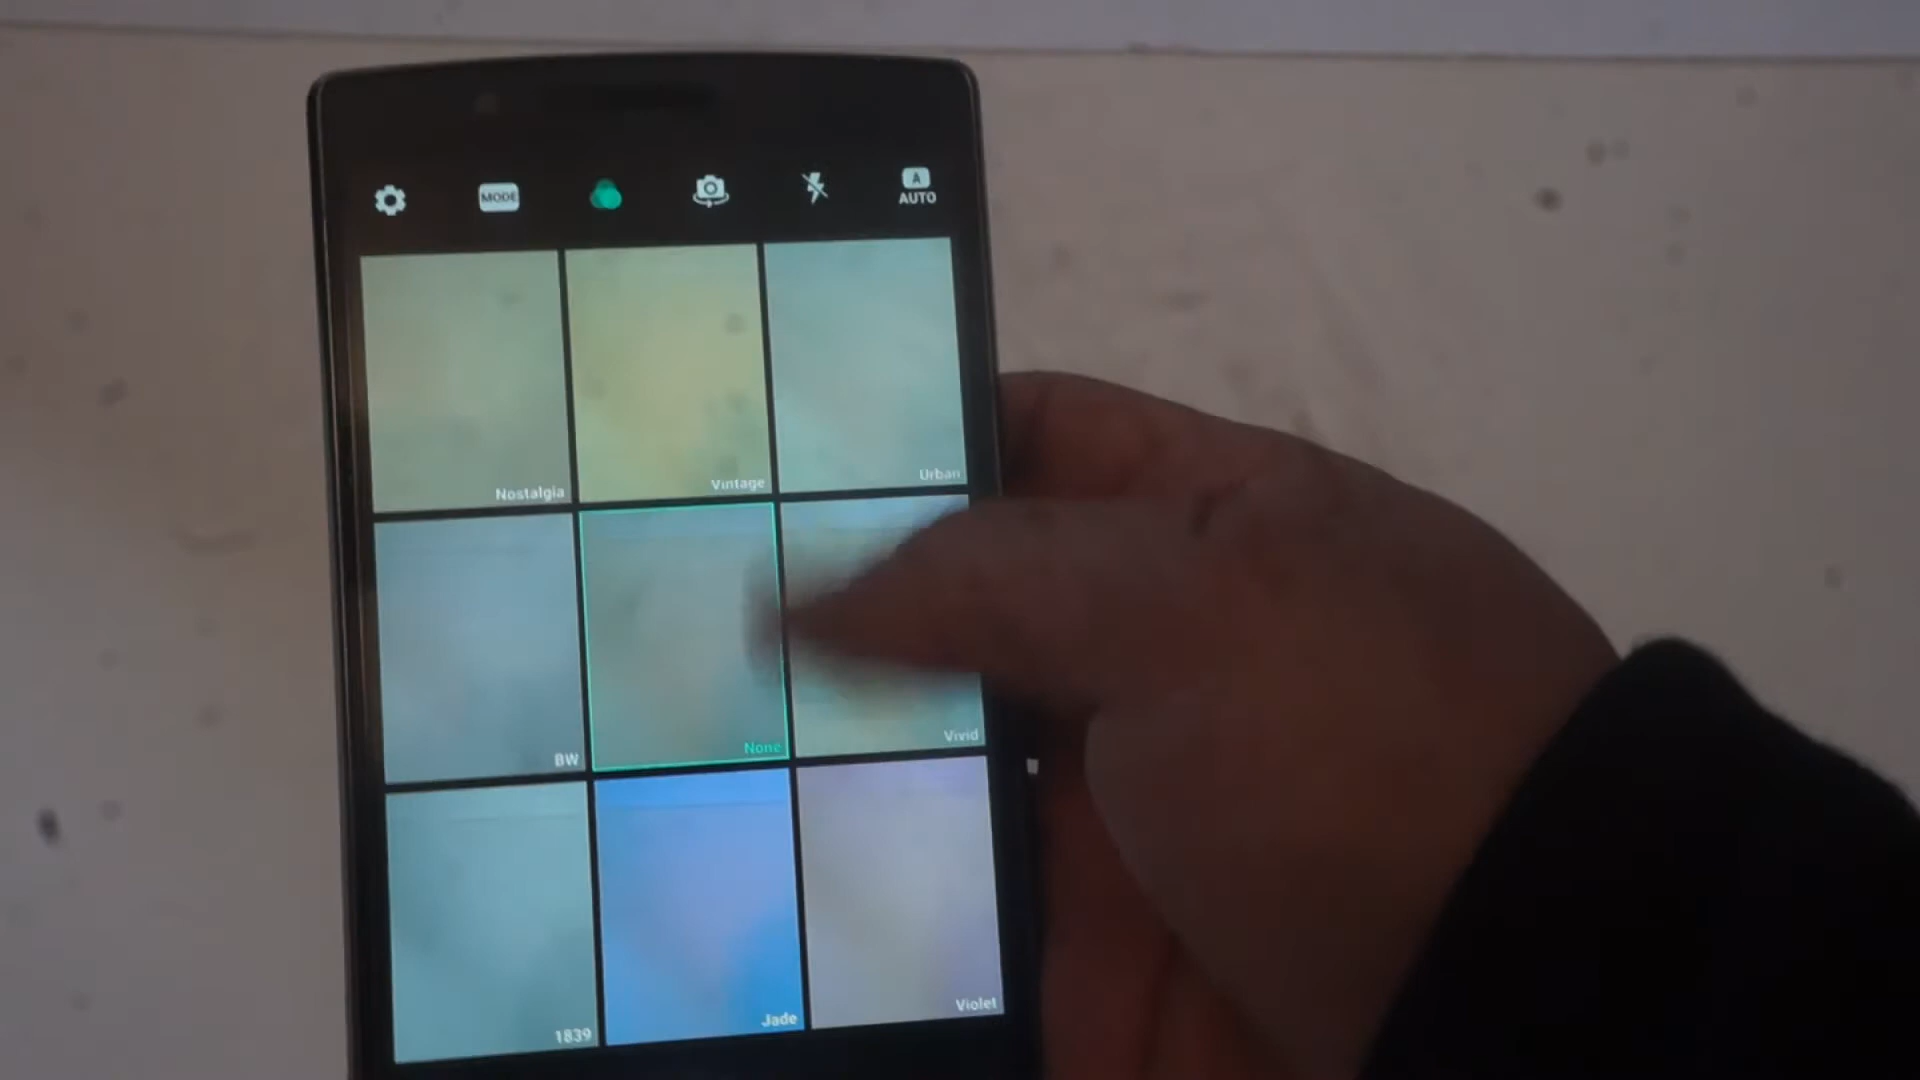 MODE
A
AUTO
Nostalgia
Vintage
Urban
BW
None
Vivid
1839
Jade
Violet